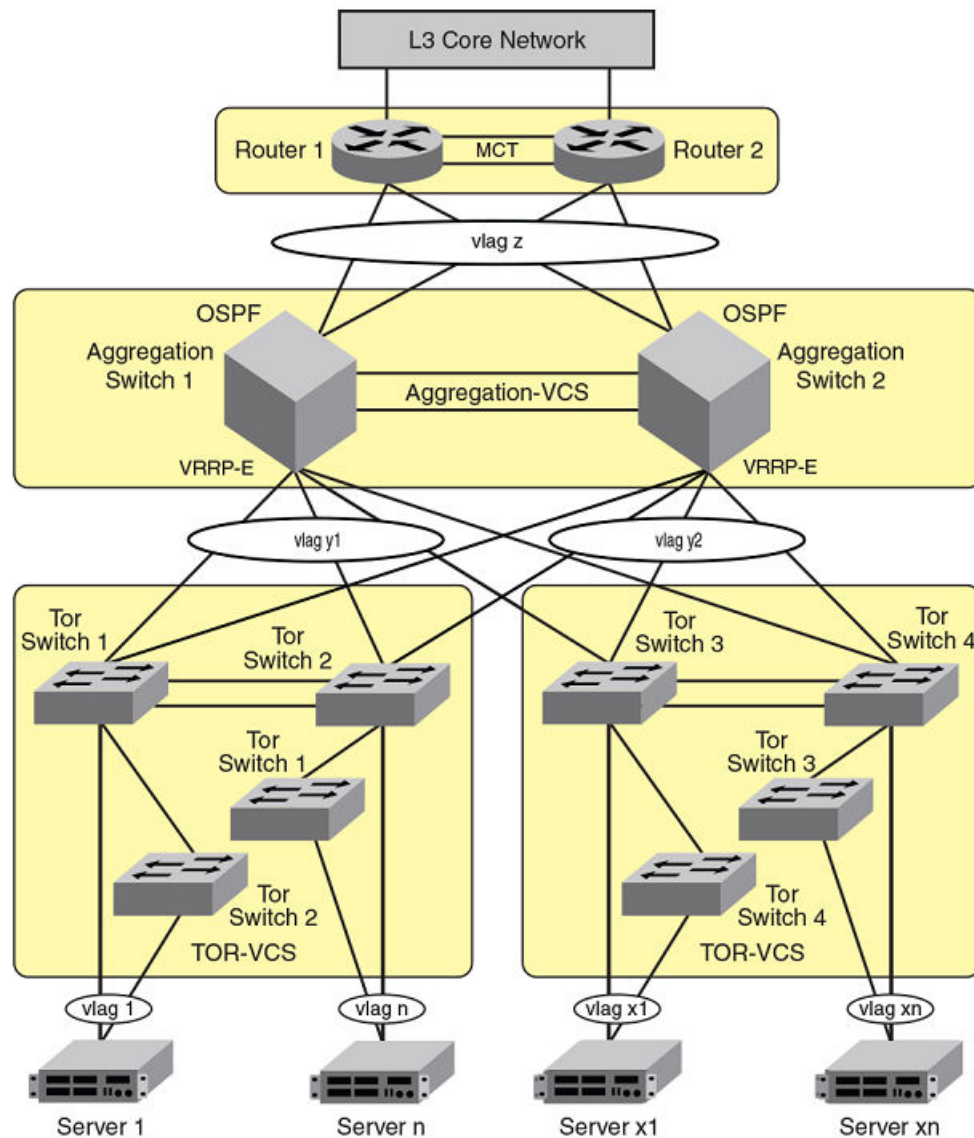 L3 Core Network
Router 1
MCT
Router 2
vlag z
OSPF
OSPF
Aggregation
Switch 1
Aggregation-VCS
Aggregation
Switch 2
VRRP-E
VRRP-E
vlag y1
vlag y2
Tor
Switch 1
Tor
Switch 2
Tor
Switch 3
Tor
Switch 4
Tor
Switch 1
Tor
Switch 3
Tor
Switch 2
Tor
Switch 4
TOR-VCS
TOR-VCS
vlag 1
vlag n
vlag x1
vlag xn
Server 1
Server n
Server x1
Server xn